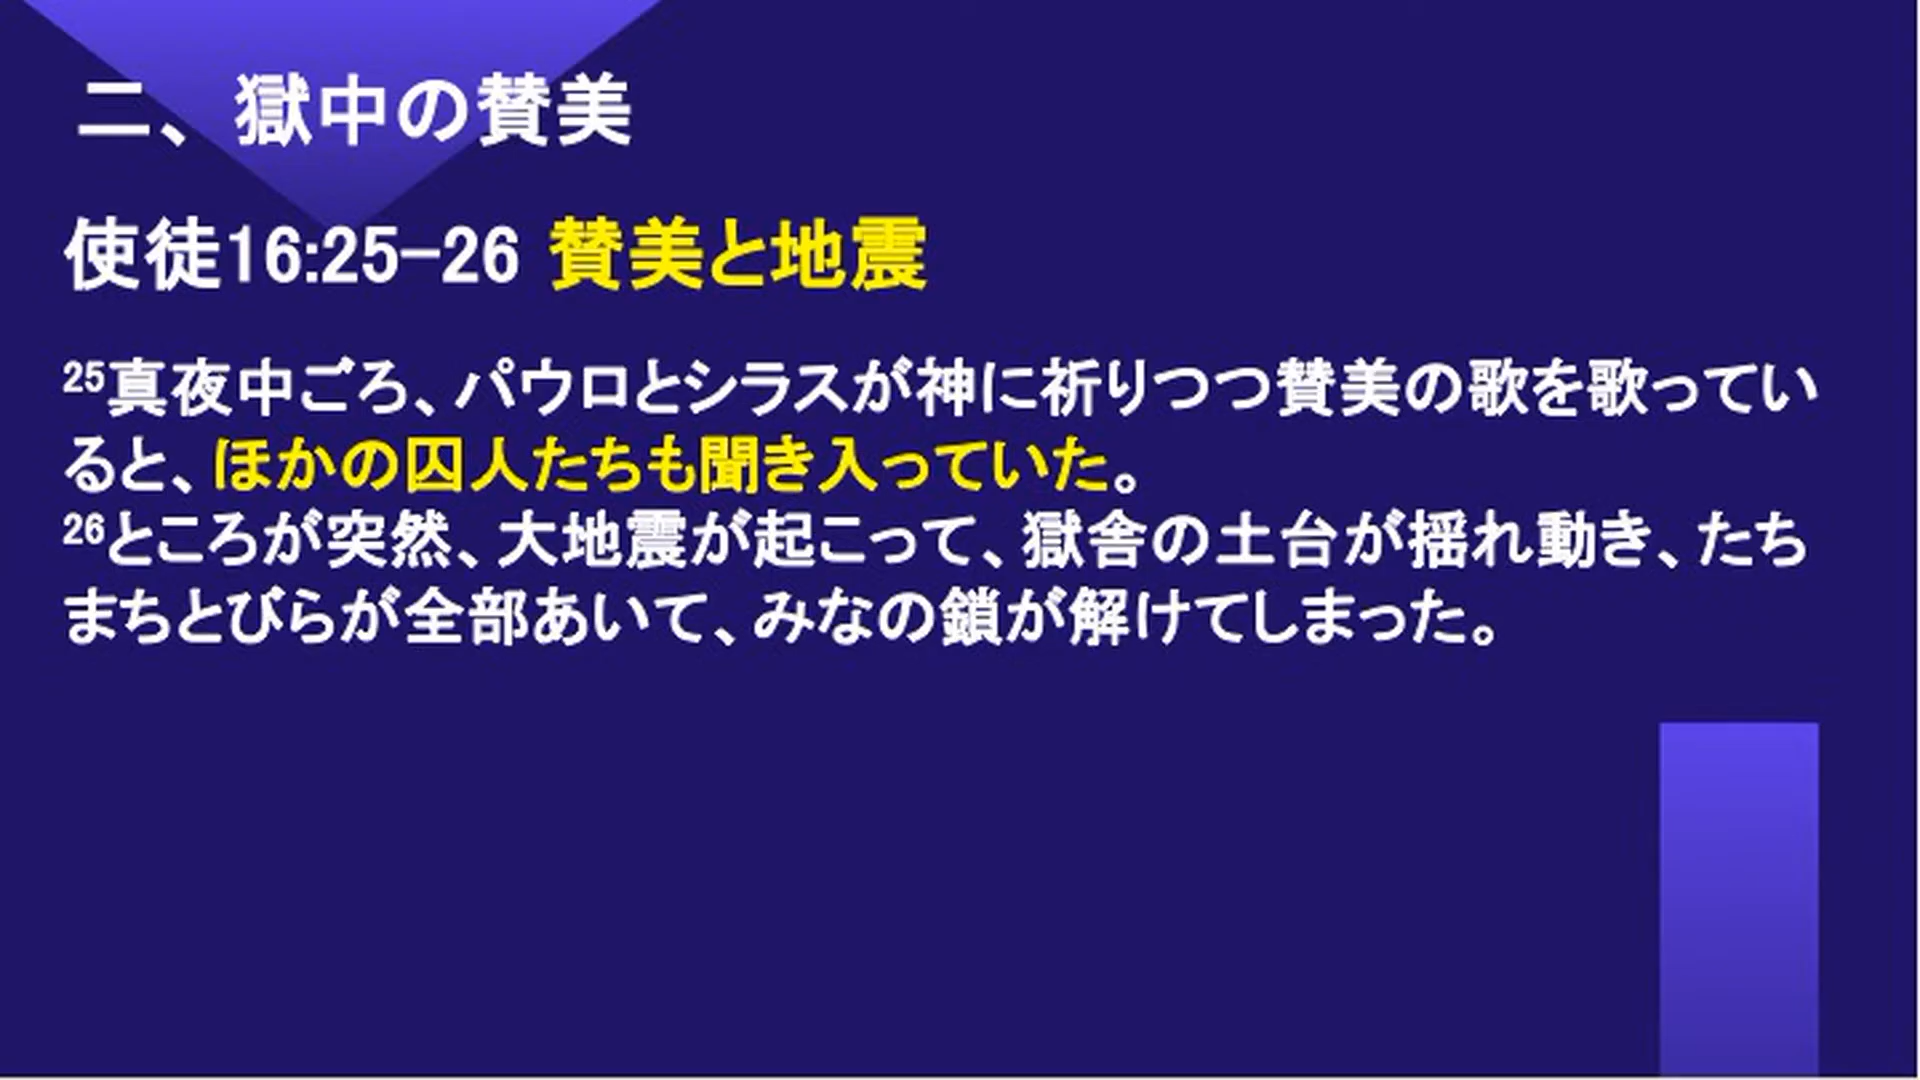 二、獄中の賛美
使徒16:25-26 賛美と地震
25真夜中ごろ、パウロとシラスが神に祈りつつ賛美の歌を歌ってい
ると、ほかの囚人たちも聞き入っていた。
26ところが突然、大地震が起こって、獄舎の土台が揺れ動き、たち
まちとびらが全部あいて、みなの鎖が解けてしまった。